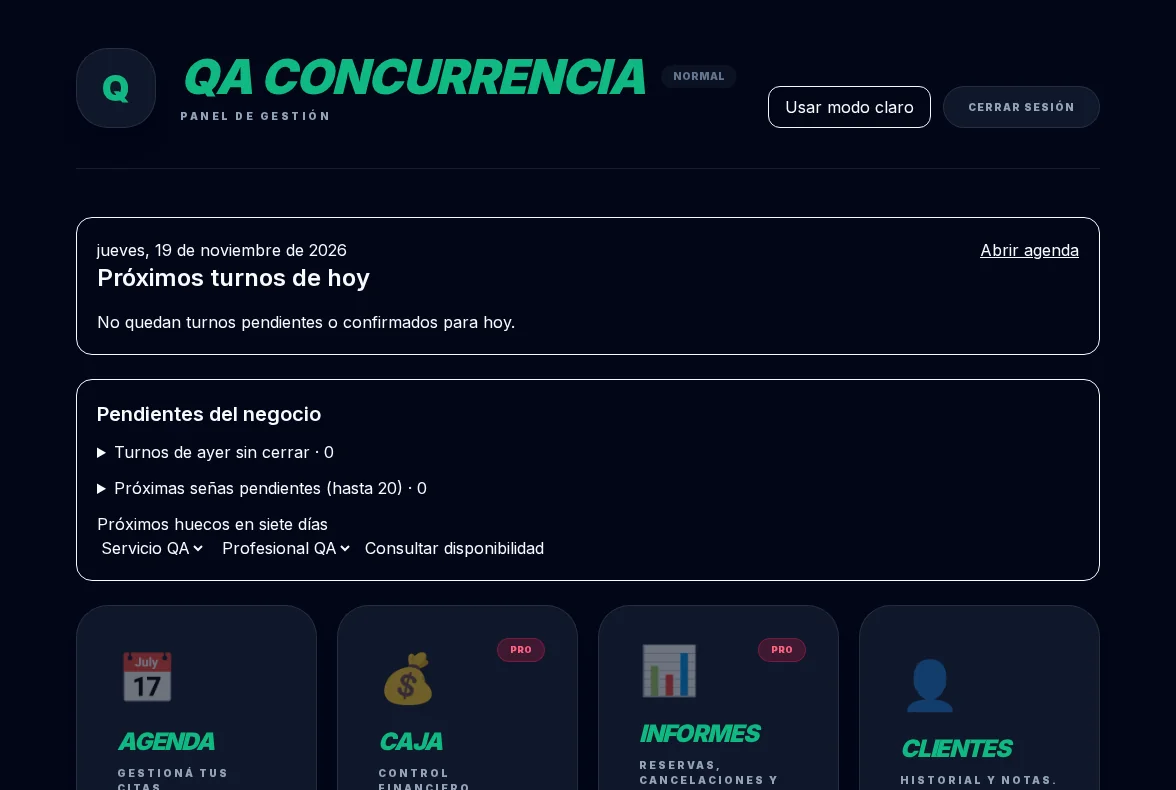 Q
QA CONCURRENCIA
NORMAL
PANEL DE GESTIÓN
Usar modo claro
CERRAR SESIÓN
jueves, 19 de noviembre de 2026
Abrir agenda
Próximos turnos de hoy
No quedan turnos pendientes o confirmados para hoy.
Pendientes del negocio
Turnos de ayer sin cerrar · 0
Próximas señas pendientes (hasta 20) · 0
Próximos huecos en siete días
Servicio QA Profesional QA Consultar disponibilidad
July
17
AGENDA
GESTIONÁ TUS
CITAS
PRO
CAJA
CONTROL
FINANCIERO
PRO
INFORMES
RESERVAS,
CANCELACIONES Y
CLIENTES
HISTORIAL Y NOTAS.